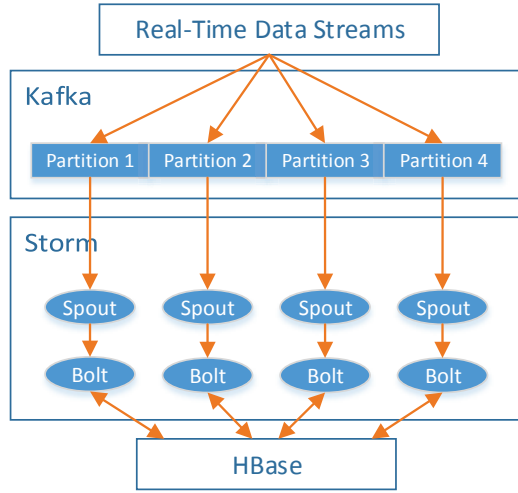 Real-Time Data Streams
Kafka
Partition 1 Partition 2 Partition 3 Partition 4
Storm
Spout Spout Spout Spout
Bolt Bolt Bolt Bolt
HBase